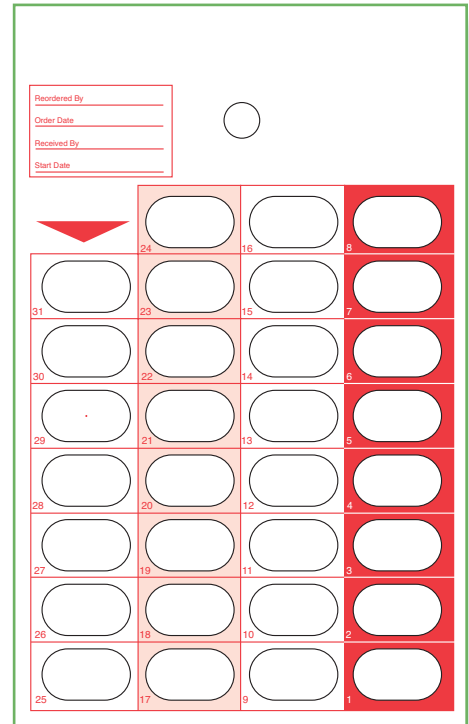 Reordered By
Order Date
Received By
Start Date
24 16 8
31 23 15 7
30 22 14 6
29 21 13 5
28 20 12 4
27 19 11 3
26 18 10 2
25 17 9 1